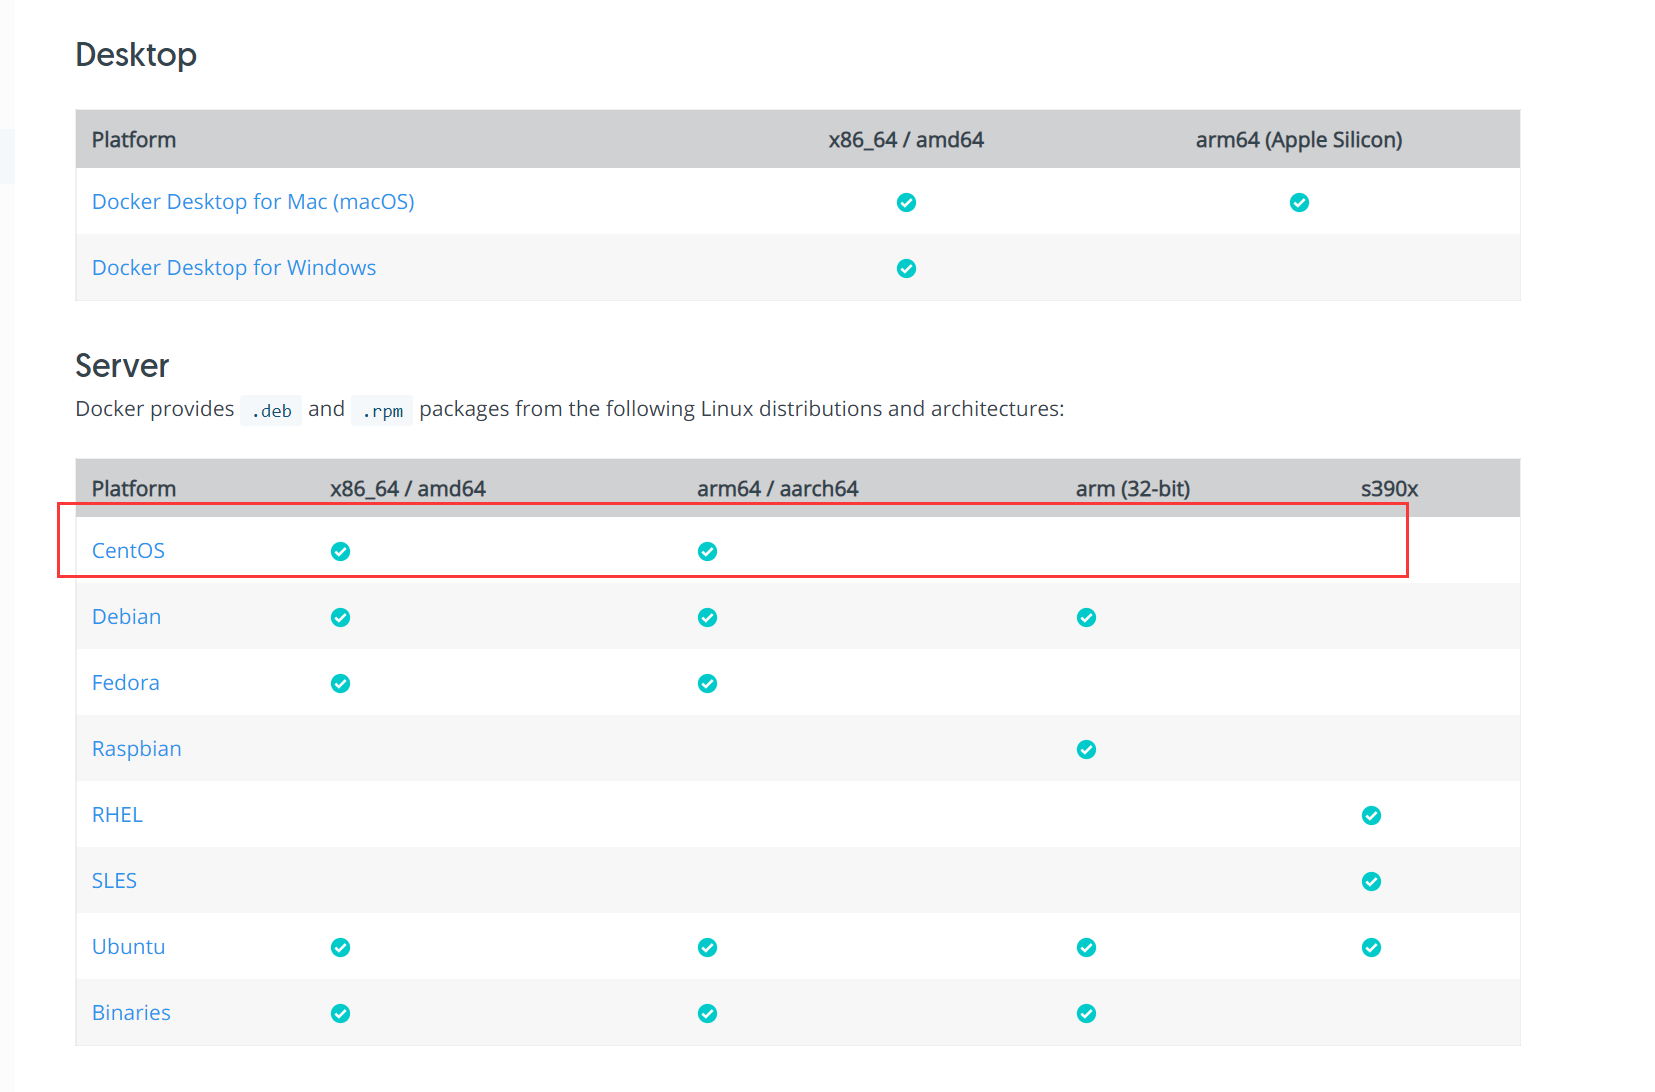 Desktop
Platform x86_64 / amd64 arm64 (Apple Silicon)
Docker Desktop for Mac (macOS)
Docker Desktop for Windows
Server
Docker provides .deb and .rpm packages from the following Linux distributions and architectures:
Platform x86_64 / amd64 arm64 / aarch64 arm (32-bit) s390x
CentOS
Debian
Fedora
Raspbian
RHEL
SLES
Ubuntu
Binaries